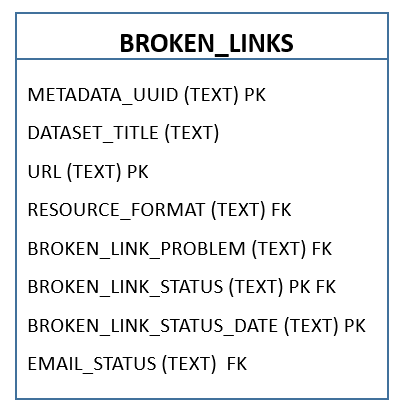 BROKEN_LINKS
METADATA_UUID (TEXT) PK
DATASET_TITLE (TEXT)
URL (TEXT) PK
RESOURCE_FORMAT (TEXT) FK
BROKEN_LINK_PROBLEM (TEXT) FK
BROKEN_LINK_STATUS (TEXT) PK FK
BROKEN_LINK_STATUS_DATE (TEXT) PK
EMAIL_STATUS (TEXT)  FK